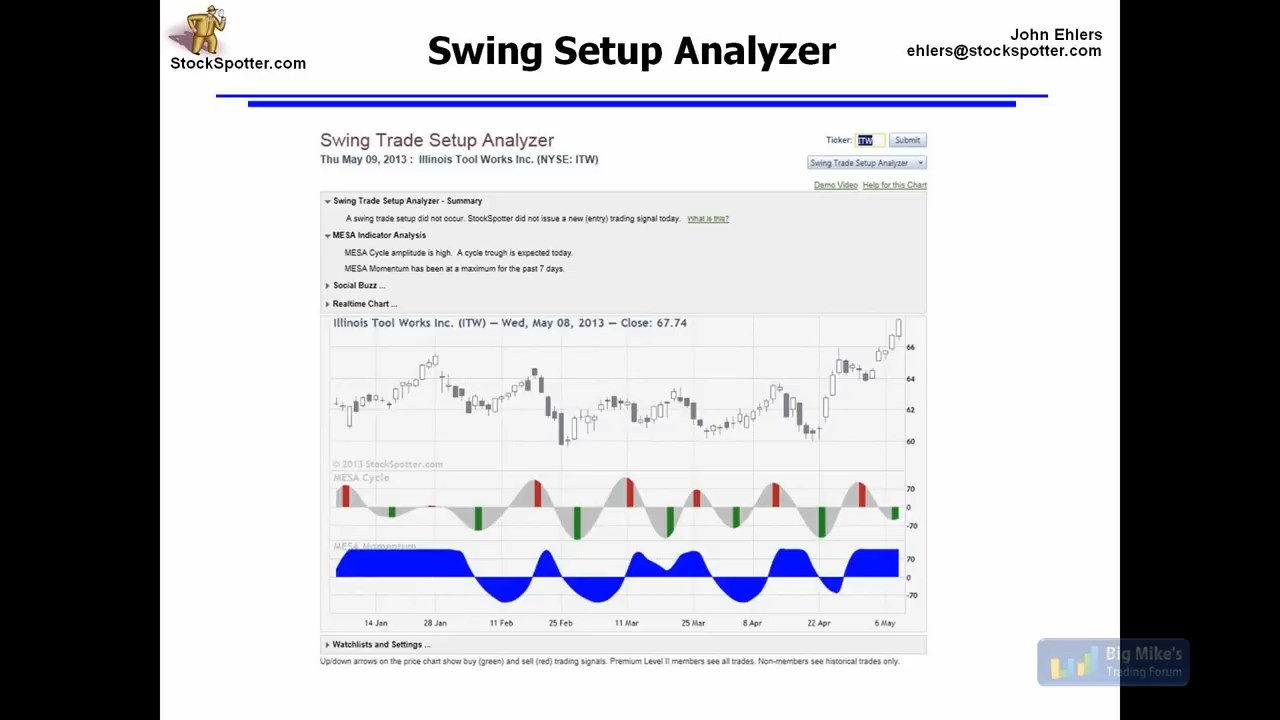 StockSpotter.com
Swing Setup Analyzer
John Ehlers
ehlers@stockspotter.com
Swing Trade Setup Analyzer
Ticker: ITW Submit
Thu May 09, 2013 : Illinois Tool Works Inc. (NYSE: ITW)
Swing Trade Setup Analyzer
Demo Video Help for this Chart
Swing Trade Setup Analyzer - Summary
A swing trade setup did not occur. StockSpotter did not issue a new (entry) trading signal today. What is this?
MESA Indicator Analysis
MESA Cycle amplitude is high. A cycle trough is expected today.
MESA Momentum has been at a maximum for the past 7 days.
Social Buzz ...
Realtime Chart ...
Illinois Tool Works Inc. (ITW) — Wed, May 08, 2013 — Close: 67.74
66
64
62
60
© 2013 StockSpotter.com
MESA Cycle
70
0
-70
MESA Momentum
70
0
-70
14 Jan 28 Jan 11 Feb 25 Feb 11 Mar 25 Mar 8 Apr 22 Apr 6 May
Watchlists and Settings ...
Up/down arrows on the price chart show buy (green) and sell (red) trading signals. Premium Level II members see all trades. Non-members see historical trades only.
Big Mike's
Trading Forum